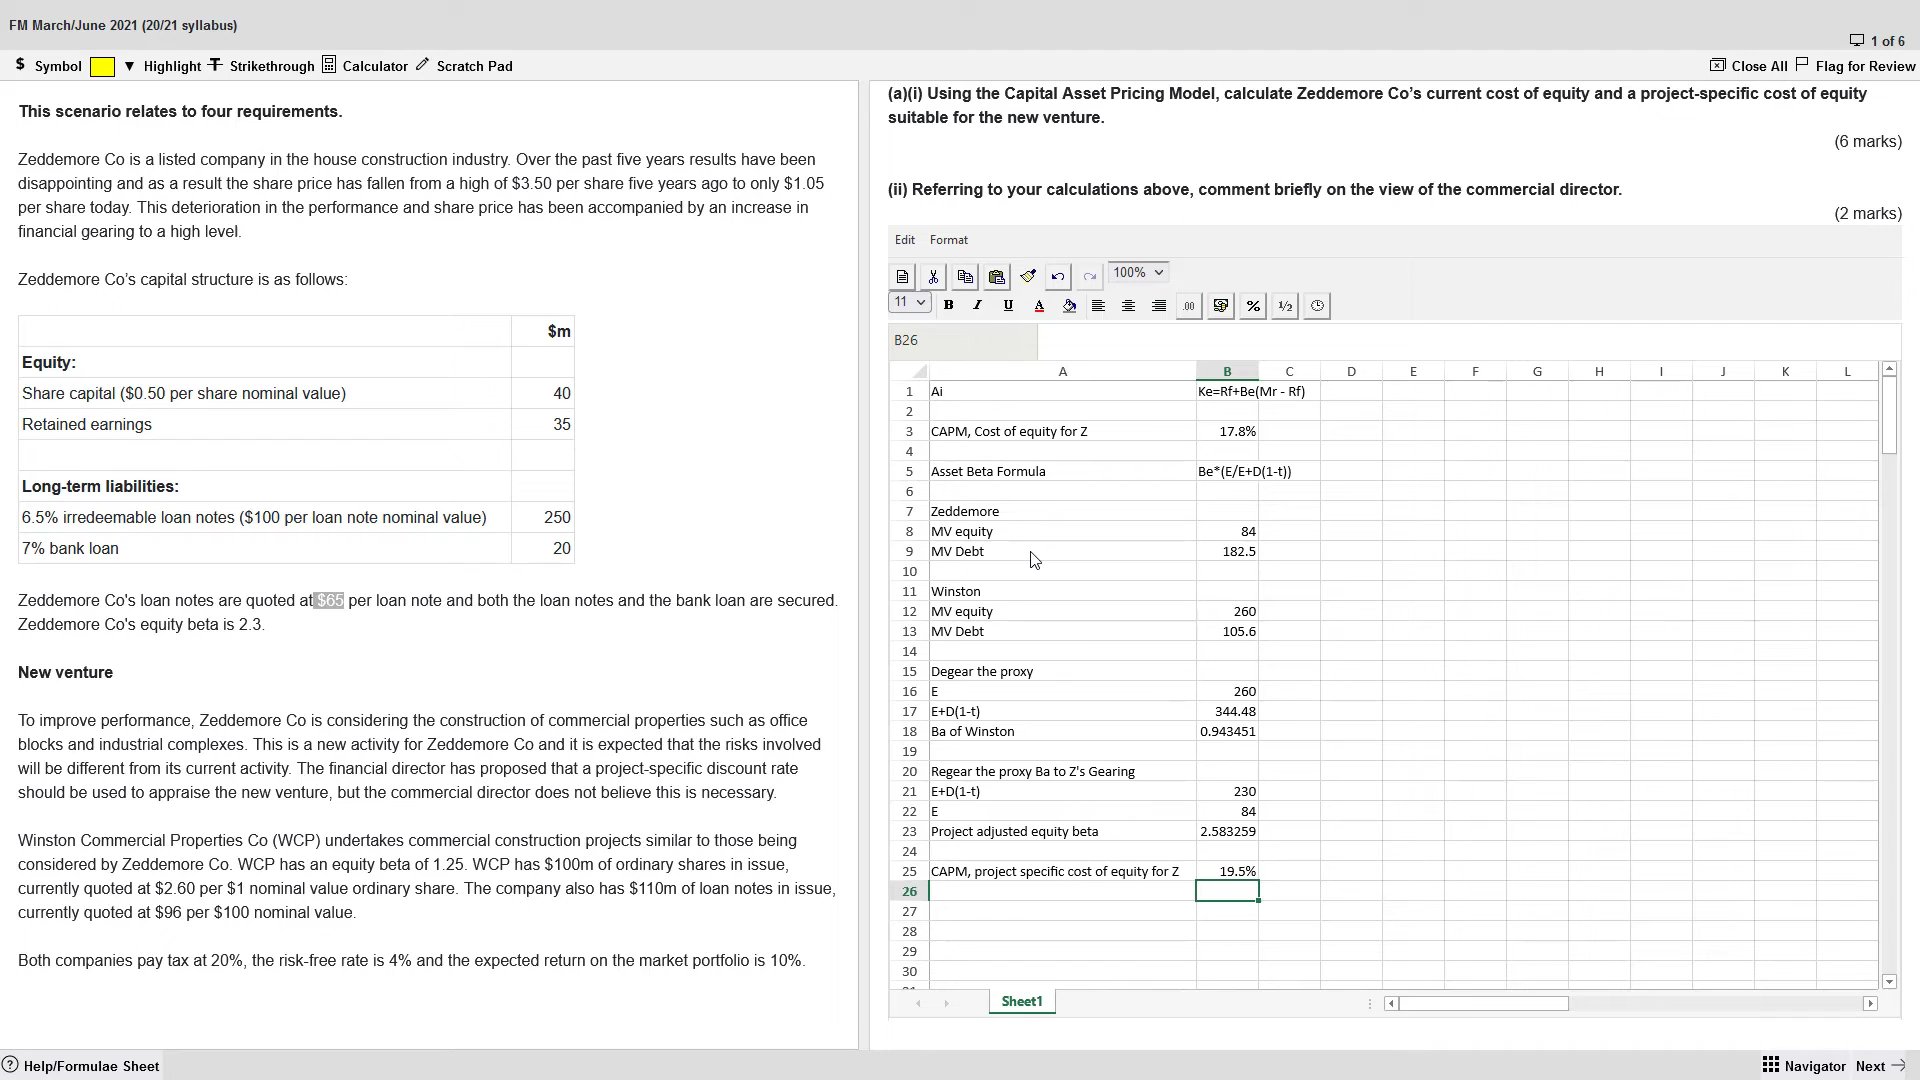 FM March/June 2021 (20/21 syllabus)
1 of 6
$ Symbol ▼ Highlight Strikethrough Calculator Scratch Pad
Close All Flag for Review
This scenario relates to four requirements.
Zeddemore Co is a listed company in the house construction industry. Over the past five years results have been
disappointing and as a result the share price has fallen from a high of $3.50 per share five years ago to only $1.05
per share today. This deterioration in the performance and share price has been accompanied by an increase in
financial gearing to a high level.
Zeddemore Co's capital structure is as follows:
$m
Equity:
Share capital ($0.50 per share nominal value) 40
Retained earnings 35
Long-term liabilities:
6.5% irredeemable loan notes ($100 per loan note nominal value) 250
7% bank loan 20
Zeddemore Co's loan notes are quoted at $65 per loan note and both the loan notes and the bank loan are secured.
Zeddemore Co's equity beta is 2.3.
New venture
To improve performance, Zeddemore Co is considering the construction of commercial properties such as office
blocks and industrial complexes. This is a new activity for Zeddemore Co and it is expected that the risks involved
will be different from its current activity. The financial director has proposed that a project-specific discount rate
should be used to appraise the new venture, but the commercial director does not believe this is necessary.
Winston Commercial Properties Co (WCP) undertakes commercial construction projects similar to those being
considered by Zeddemore Co. WCP has an equity beta of 1.25. WCP has $100m of ordinary shares in issue,
currently quoted at $2.60 per $1 nominal value ordinary share. The company also has $110m of loan notes in issue,
currently quoted at $96 per $100 nominal value.
Both companies pay tax at 20%, the risk-free rate is 4% and the expected return on the market portfolio is 10%.
(a)(i) Using the Capital Asset Pricing Model, calculate Zeddemore Co's current cost of equity and a project-specific cost of equity
suitable for the new venture.
(6 marks)
(ii) Referring to your calculations above, comment briefly on the view of the commercial director.
(2 marks)
Edit Format
100%
11 B I U A .00 % 1/2
B26
A B C D E F G H I J K L
1 Ai Ke=Rf+Be(Mr - Rf)
2
3 CAPM, Cost of equity for Z 17.8%
4
5 Asset Beta Formula Be*(E/E+D(1-t))
6
7 Zeddemore
8 MV equity 84
9 MV Debt 182.5
10
11 Winston
12 MV equity 260
13 MV Debt 105.6
14
15 Degear the proxy
16 E 260
17 E+D(1-t) 344.48
18 Ba of Winston 0.943451
19
20 Regear the proxy Ba to Z's Gearing
21 E+D(1-t) 230
22 E 84
23 Project adjusted equity beta 2.583259
24
25 CAPM, project specific cost of equity for Z 19.5%
26
27
28
29
30
Sheet1
? Help/Formulae Sheet
Navigator Next →